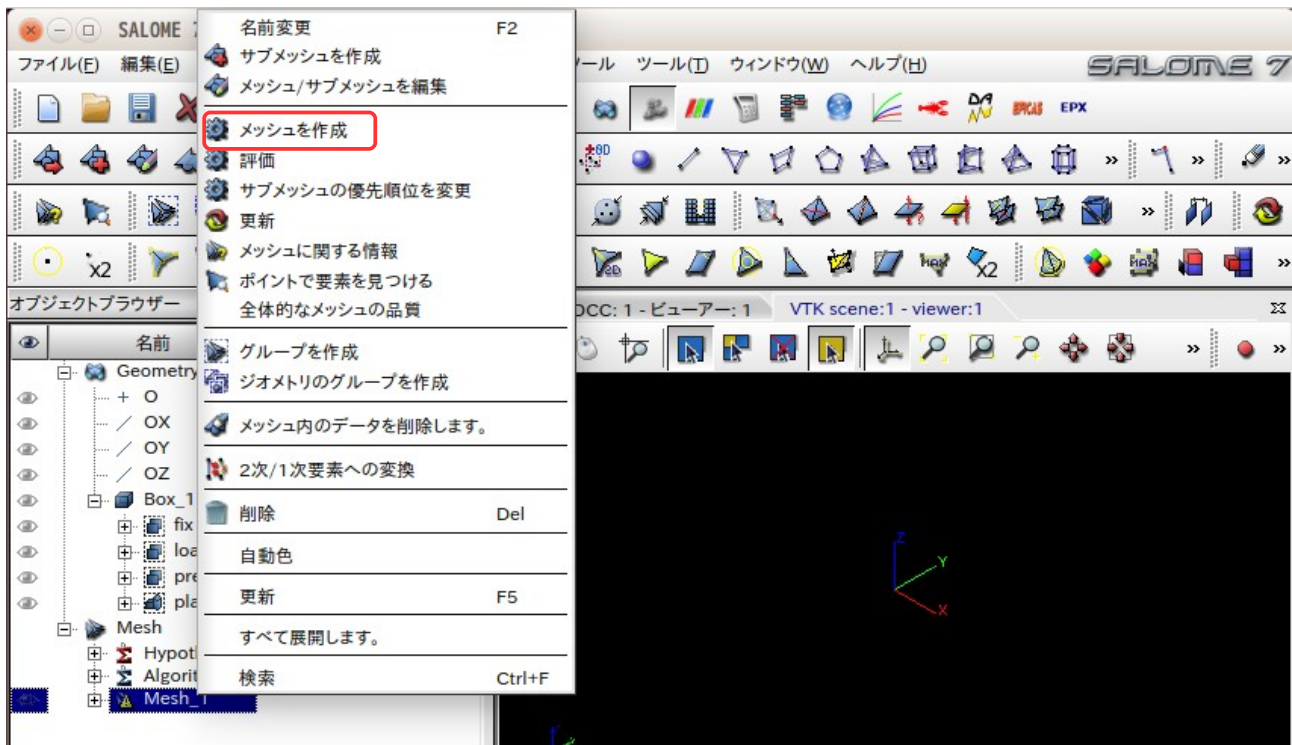 SALOME 7
名前変更 F2
サブメッシュを作成
メッシュ/サブメッシュを編集
メッシュを作成
評価
サブメッシュの優先順位を変更
更新
メッシュに関する情報
ポイントで要素を見つける
全体的なメッシュの品質
グループを作成
ジオメトリのグループを作成
メッシュ内のデータを削除します。
2次/1次要素への変換
削除 Del
自動色
更新 F5
すべて展開します。
検索 Ctrl+F
ファイル(F) 編集(E)
ール ツール(T) ウィンドウ(W) ヘルプ(H)
SALOME 7
EPX
x2
2D
x2
オブジェクトブラウザー
OCC: 1 - ビューアー: 1 VTK scene:1 - viewer:1
名前
Geometry
O
OX
OY
OZ
Box_1
fix
Mesh
Mesh_1
Z
Y
X